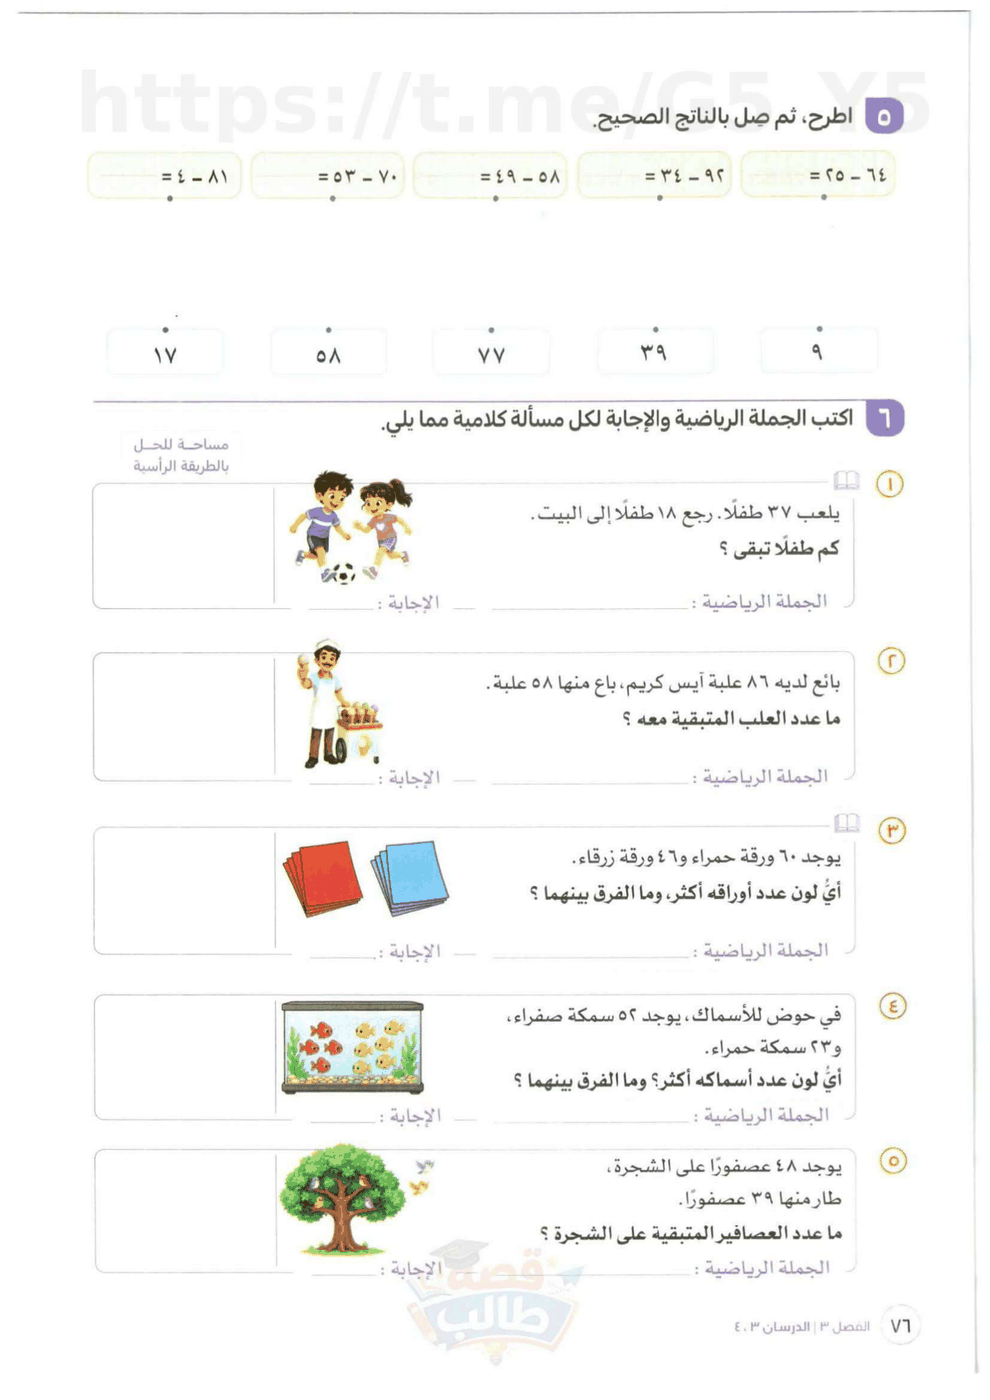 https://t.me/G5_Y5
٥ اطرح، ثم صِل بالناتج الصحيح.
٦٤ – ٢٥ =
٩٢ – ٣٤ =
٥٨ – ٤٩ =
٧٠ – ٥٣ =
٨١ – ٤ =
٩
٣٩
٧٧
٥٨
١٧
٦ اكتب الجملة الرياضية والإجابة لكل مسألة كلامية مما يلي.
مساحة للحل
بالطريقة الرأسية
١
يلعب ٣٧ طفلًا. رجع ١٨ طفلًا إلى البيت.
كم طفلًا تبقى ؟
الجملة الرياضية : الإجابة :
٢
بائع لديه ٨٦ علبة آيس كريم، باع منها ٥٨ علبة.
ما عدد العلب المتبقية معه ؟
الجملة الرياضية : الإجابة :
٣
يوجد ٦٠ ورقة حمراء و٤٦ ورقة زرقاء.
أيُّ لون عدد أوراقه أكثر، وما الفرق بينهما ؟
الجملة الرياضية : الإجابة :
٤
في حوض للأسماك، يوجد ٥٢ سمكة صفراء،
و٢٣ سمكة حمراء.
أيُّ لون عدد أسماكه أكثر؟ وما الفرق بينهما ؟
الجملة الرياضية : الإجابة :
٥
يوجد ٤٨ عصفورًا على الشجرة،
طار منها ٣٩ عصفورًا.
ما عدد العصافير المتبقية على الشجرة ؟
الجملة الرياضية : الإجابة :
قصة
طالب
٧٦ الفصل ٣ | الدرسان ٣ ، ٤